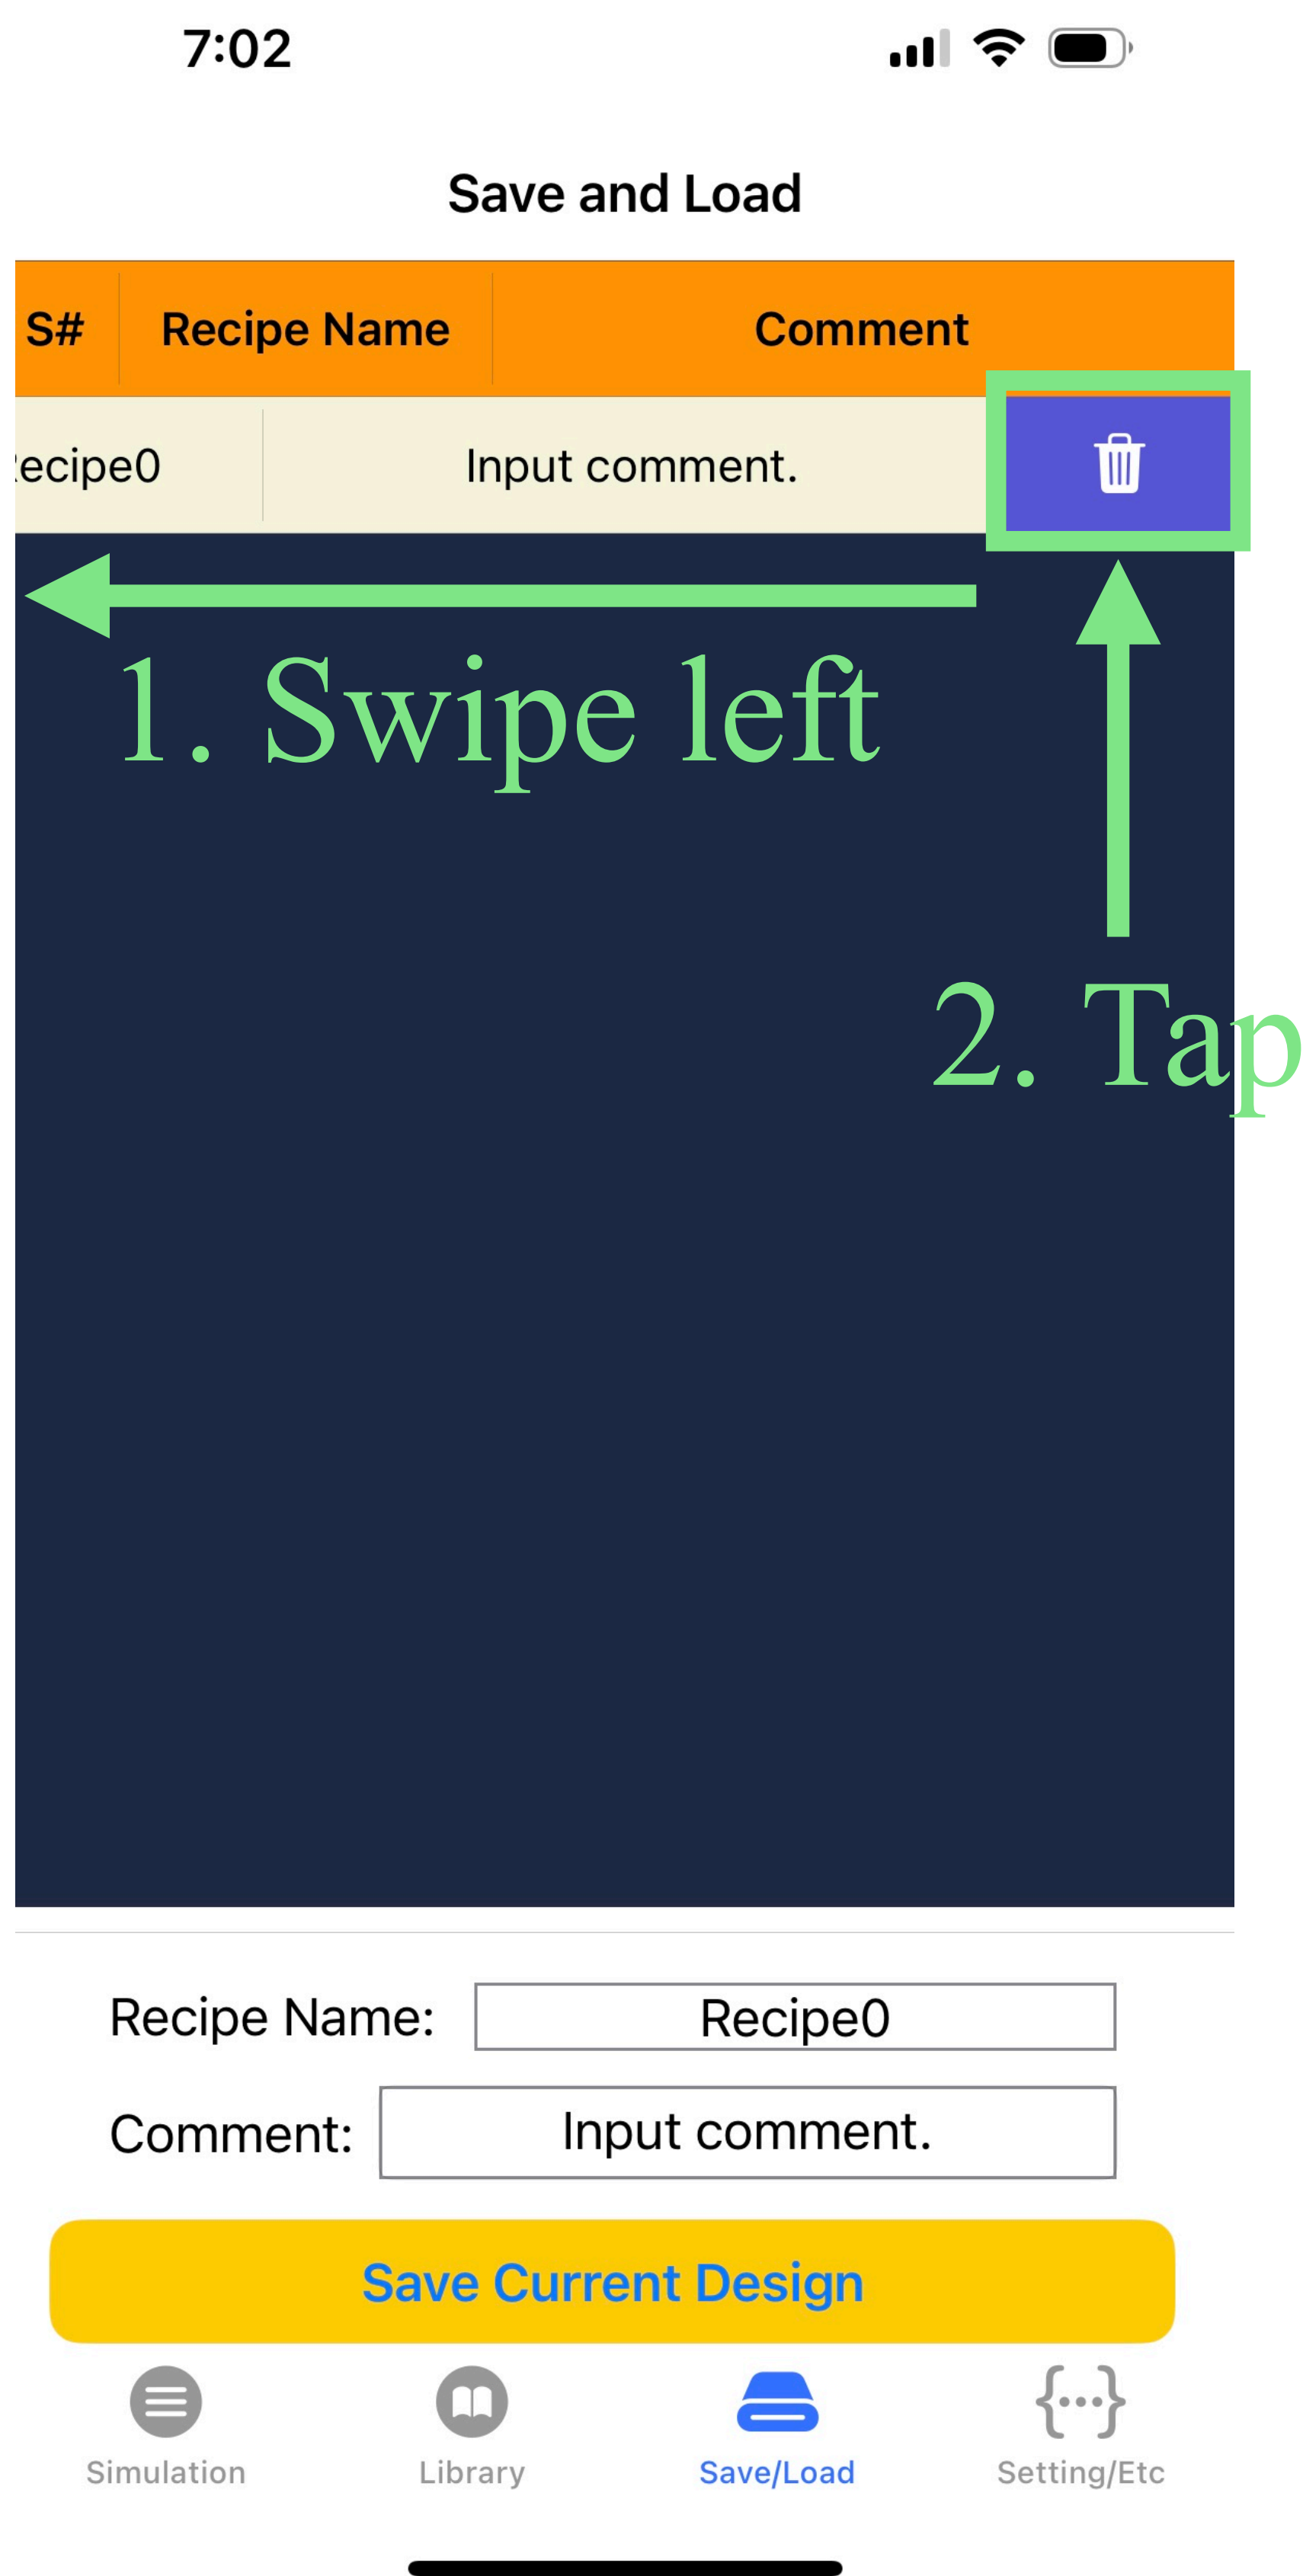 7:02
Save and Load
S# Recipe Name Comment
ecipe0 Input comment.
1. Swipe left
2. Tap
Recipe Name: Recipe0
Comment: Input comment.
Save Current Design
Simulation Library Save/Load Setting/Etc